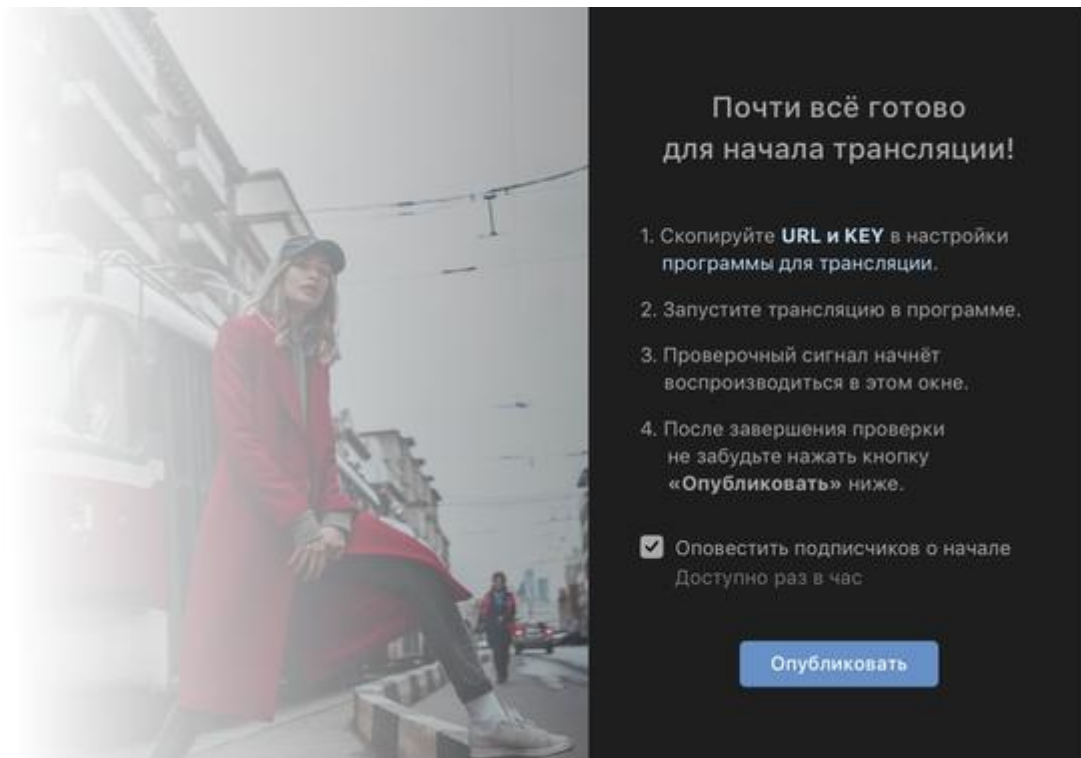 Почти всё готово
для начала трансляции!
1. Скопируйте URL и KEY в настройки
программы для трансляции.
2. Запустите трансляцию в программе.
3. Проверочный сигнал начнёт
воспроизводиться в этом окне.
4. После завершения проверки
не забудьте нажать кнопку
«Опубликовать» ниже.
Оповестить подписчиков о начале
Доступно раз в час
Опубликовать